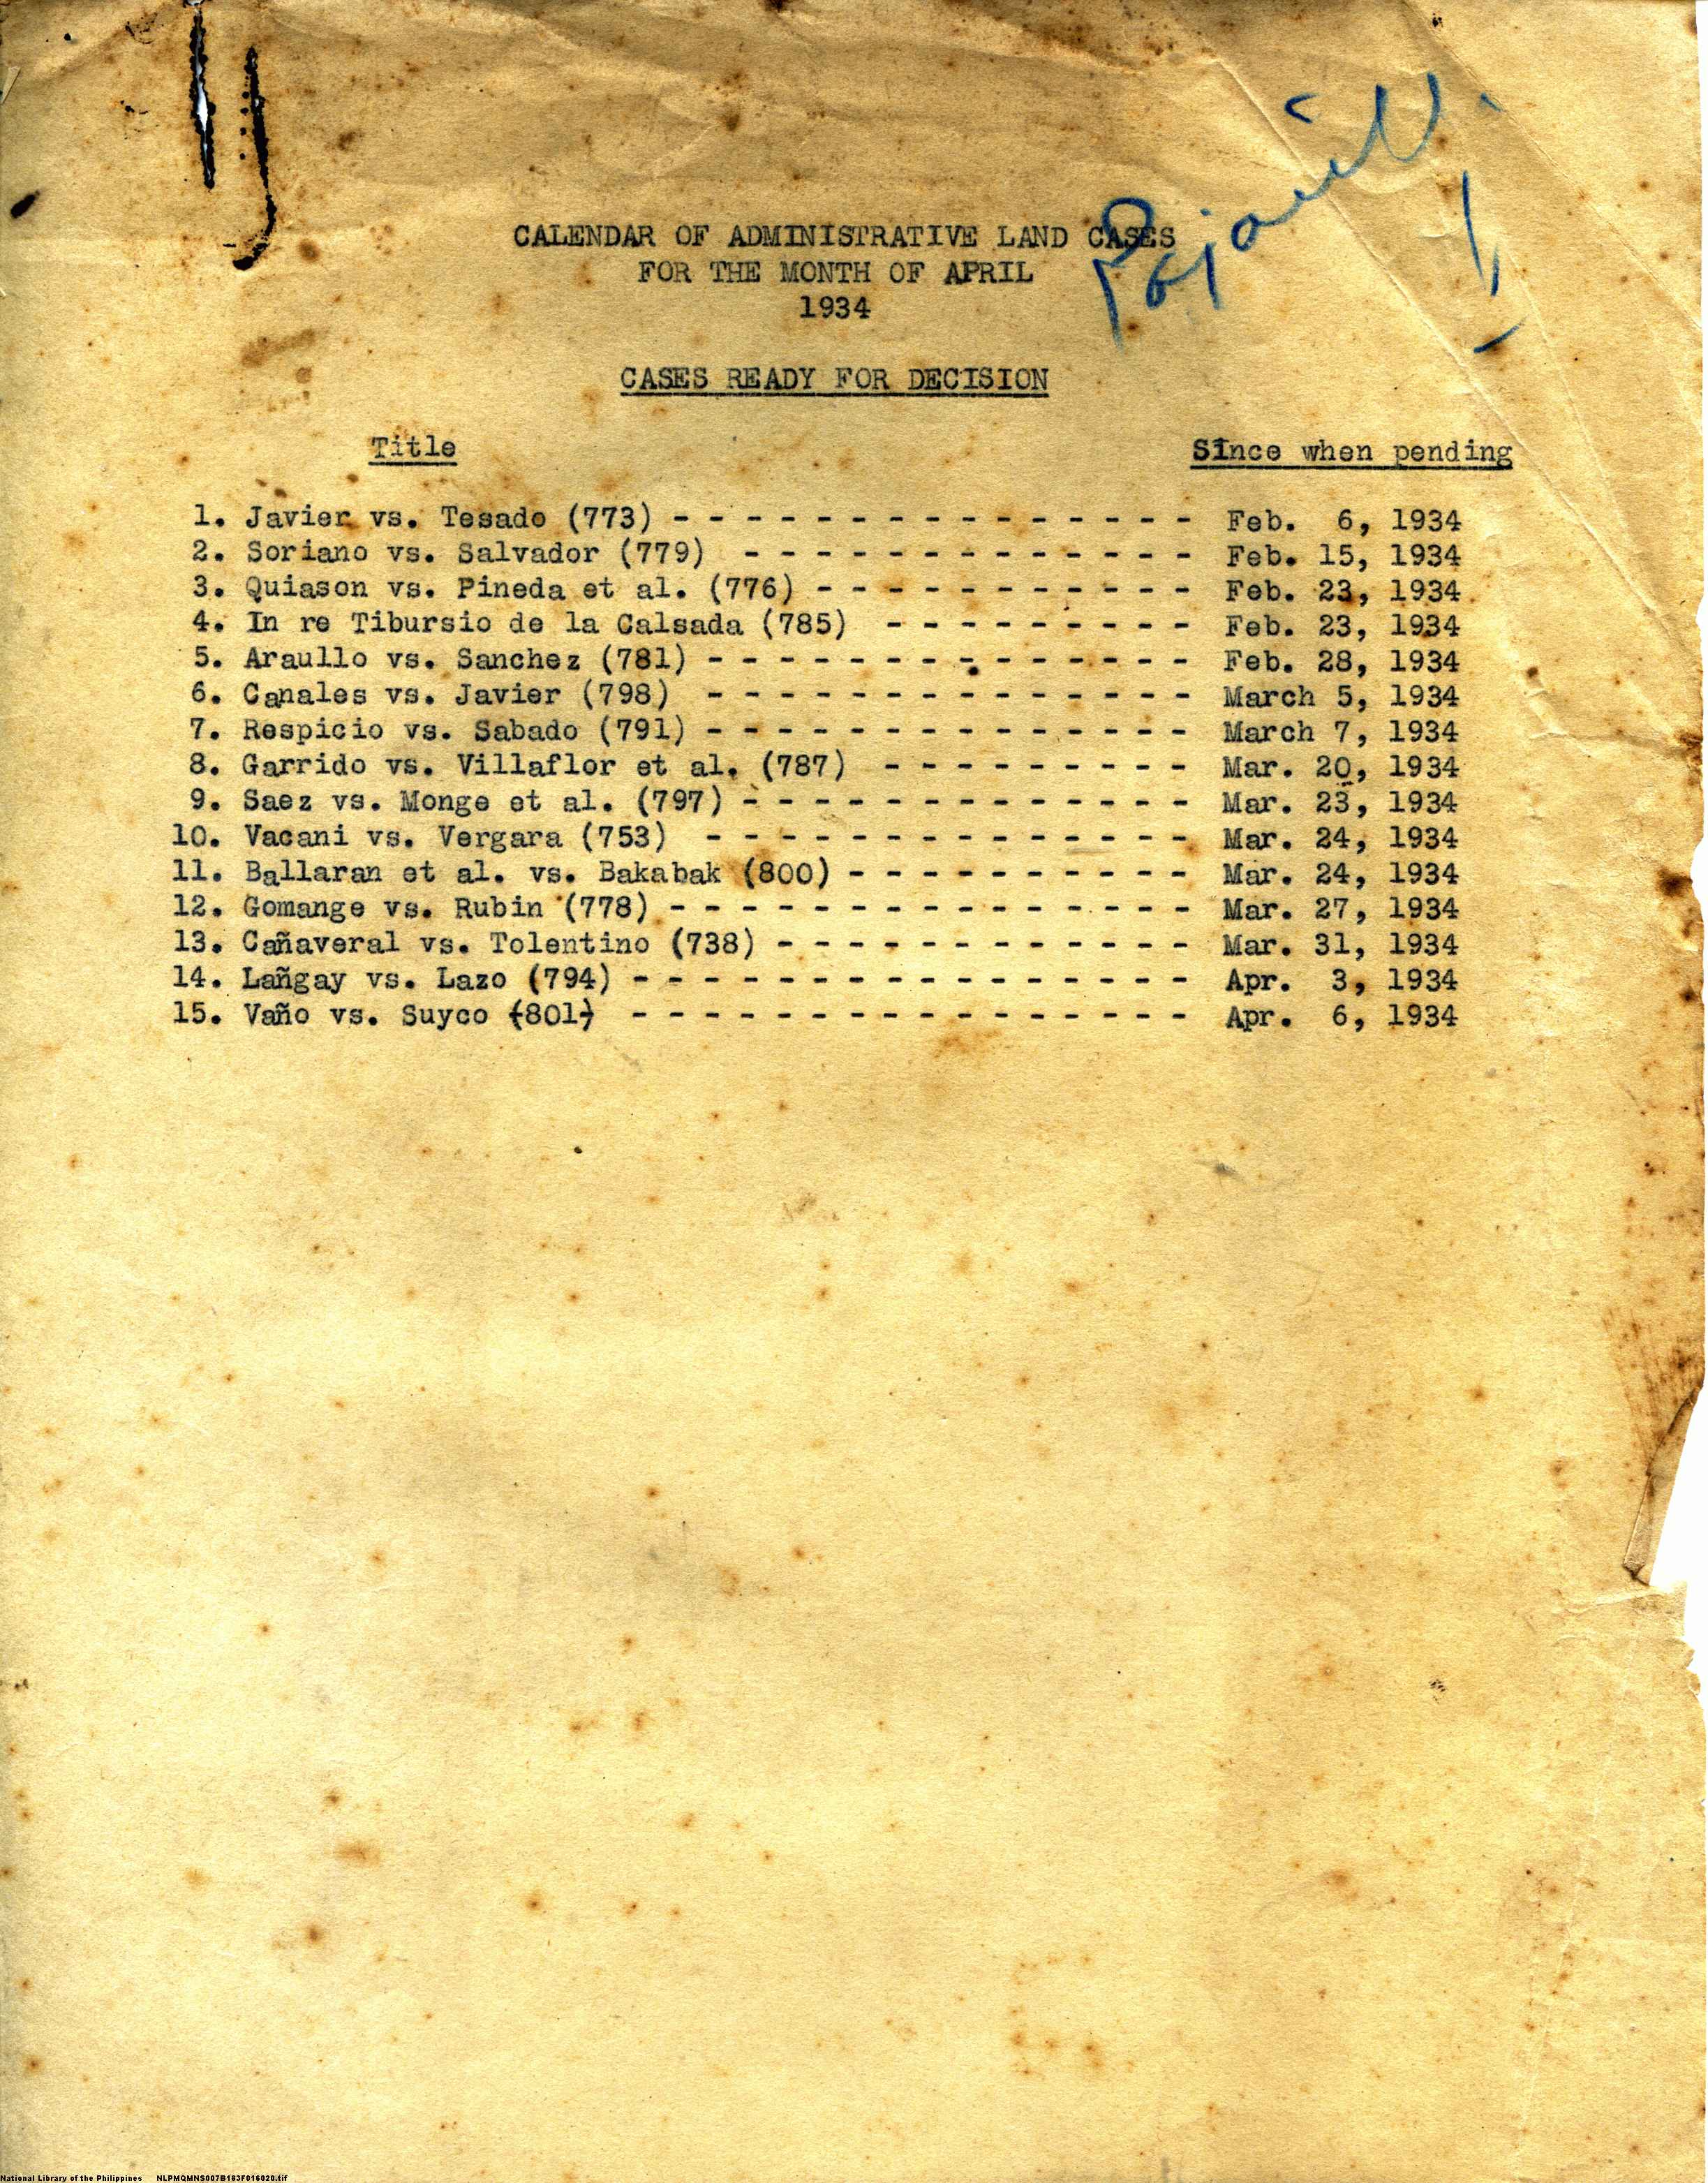 CALENDAR OF ADMINISTRATIVE LAND CASES
FOR THE MONTH OF APRIL
1934
CASES READY FOR DECISION
Title Since when pending
1. Javier vs. Tesado (773) - - - - - - - - - - - - - - - Feb. 6, 1934
2. Soriano vs. Salvador (779) - - - - - - - - - - - - - Feb. 15, 1934
3. Quiason vs. Pineda et al. (776) - - - - - - - - - - - Feb. 23, 1934
4. In re Tibursio de la Calsada (785) - - - - - - - - - Feb. 23, 1934
5. Araullo vs. Sanchez (781) - - - - - - - - - - - - - - Feb. 28, 1934
6. Canales vs. Javier (798) - - - - - - - - - - - - - - March 5, 1934
7. Respicio vs. Sabado (791) - - - - - - - - - - - - - - March 7, 1934
8. Garrido vs. Villaflor et al. (787) - - - - - - - - - Mar. 20, 1934
9. Saez vs. Monge et al. (797) - - - - - - - - - - - - - Mar. 23, 1934
10. Vacani vs. Vergara (753) - - - - - - - - - - - - - - Mar. 24, 1934
11. Ballaran et al. vs. Bakabak (800) - - - - - - - - - - Mar. 24, 1934
12. Gomange vs. Rubin (778) - - - - - - - - - - - - - - - Mar. 27, 1934
13. Cañaveral vs. Tolentino (738) - - - - - - - - - - - - Mar. 31, 1934
14. Lañgay vs. Lazo (794) - - - - - - - - - - - - - - - - Apr. 3, 1934
15. Vaño vs. Suyco (801) - - - - - - - - - - - - - - - - Apr. 6, 1934
National Library of the Philippines NLPMQMNS007B183F016020.tif